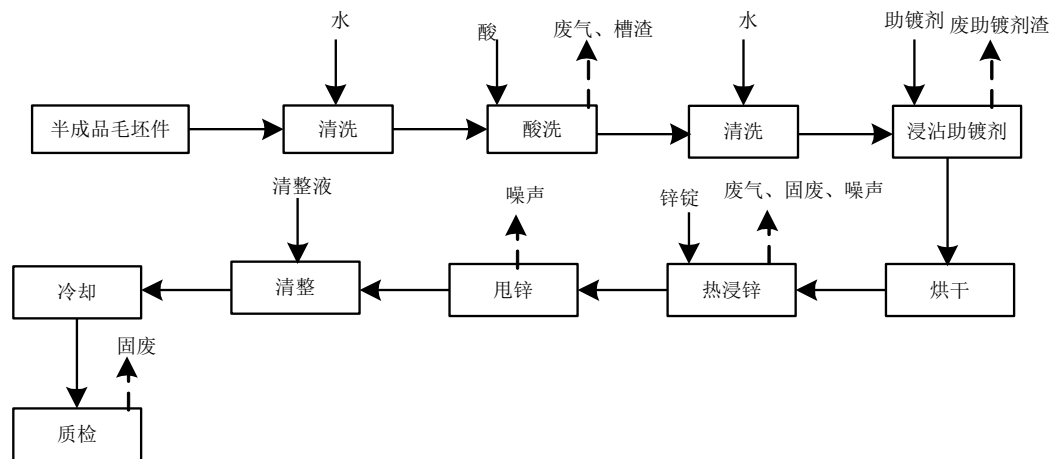 水
酸
废气、槽渣
水
助镀剂
废助镀剂渣
半成品毛坯件
清洗
酸洗
清洗
浸沾助镀剂
清整液
噪声
锌锭
废气、固废、噪声
冷却
清整
甩锌
热浸锌
烘干
固废
质检